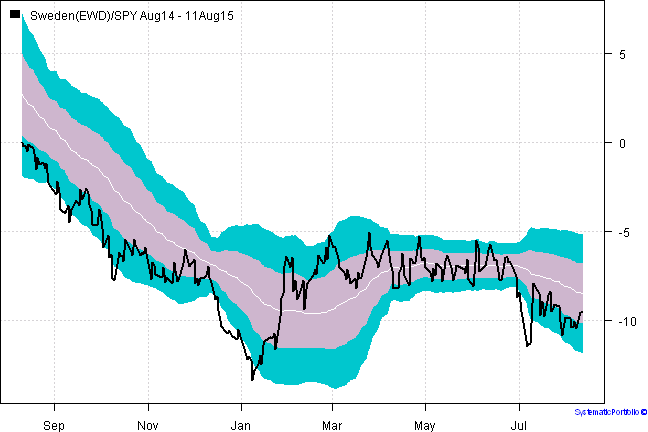 Sweden(EWD)/SPY Aug14 - 11Aug15
5
0
-5
-10
Sep Nov Jan Mar May Jul
SystematicPortfolio ©